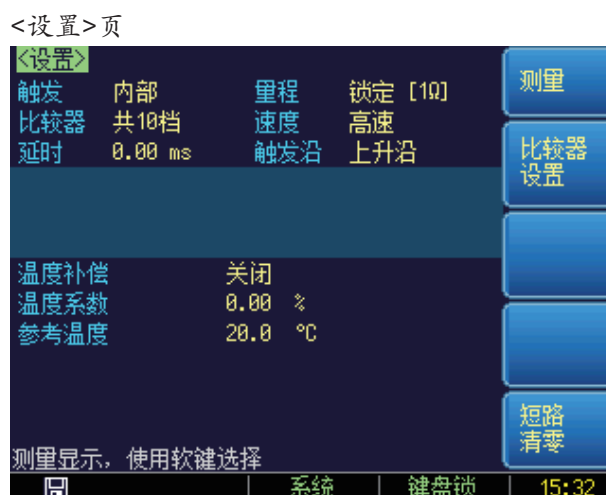 <设置>页
<设置>
触发 内部 量程 锁定 [1Ω]
比较器 共10档 速度 高速
延时 0.00 ms 触发沿 上升沿
温度补偿 关闭
温度系数 0.00 %
参考温度 20.0 °C
测量显示，使用软键选择
系统 键盘锁 15:32
测量
比较器
设置
短路
清零